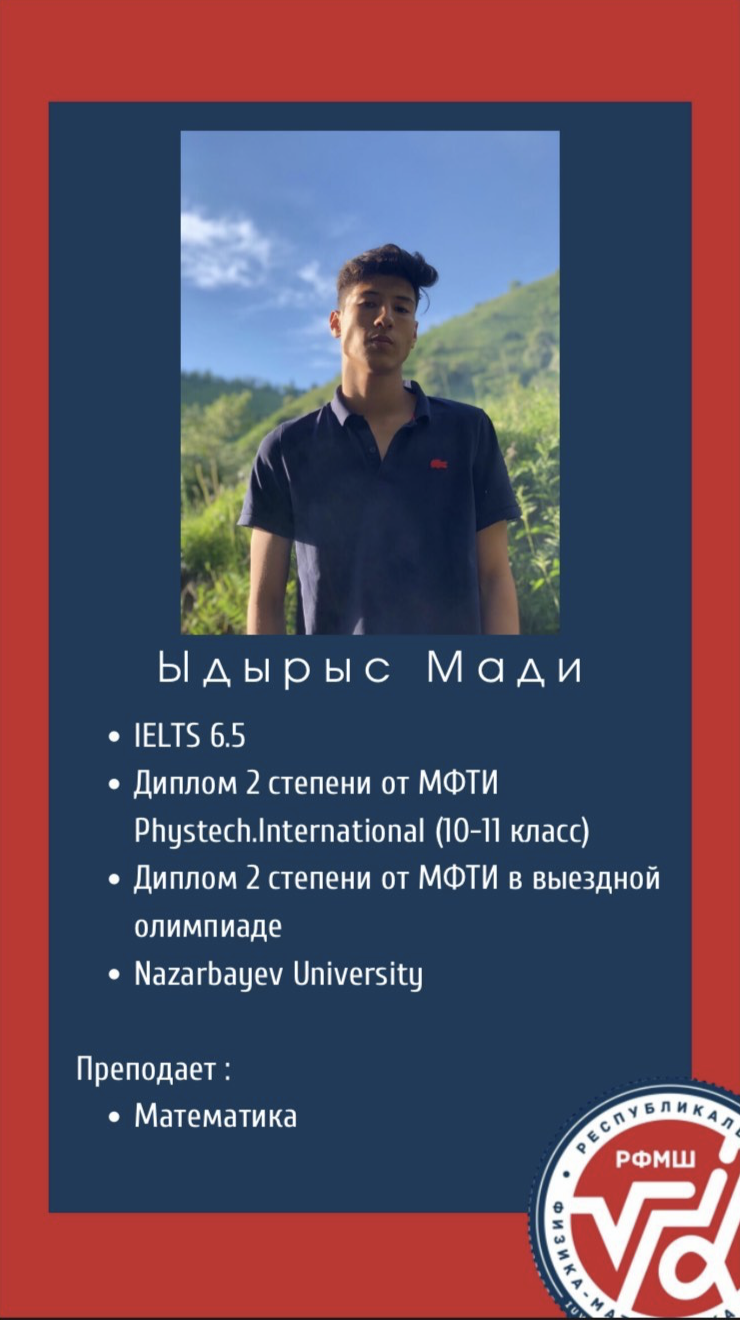 Ыдырыс Мади
• IELTS 6.5
• Диплом 2 степени от МФТИ
Phystech.International (10-11 класс)
• Диплом 2 степени от МФТИ в выездной
олимпиаде
• Nazarbayev University
Преподает :
• Математика
РФМШ